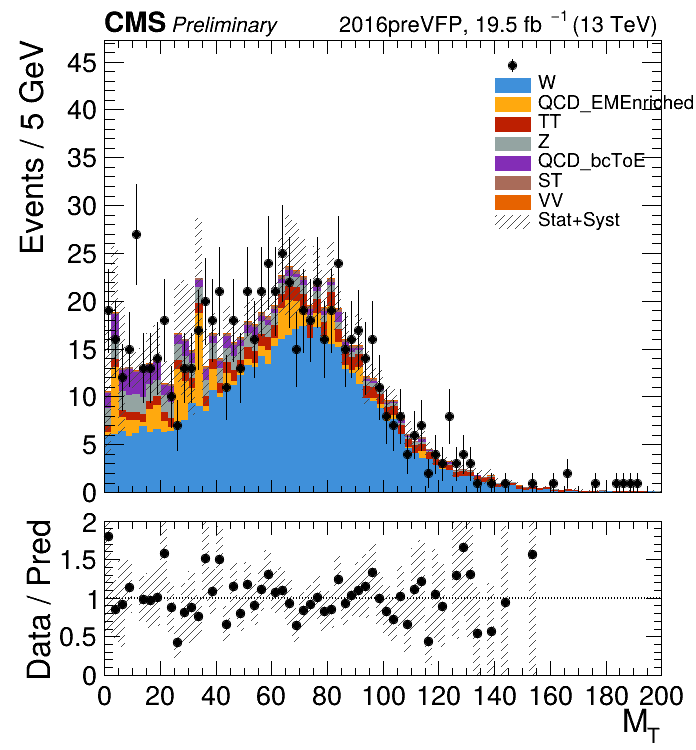 CMS Preliminary 2016preVFP, 19.5 fb⁻¹ (13 TeV)
Events / 5 GeV
45
40
35
30
25
20
15
10
5
0
W
QCD_EMEnriched
TT
Z
QCD_bcToE
ST
VV
Stat+Syst
Data / Pred
2
1.5
1
0.5
0
0 20 40 60 80 100 120 140 160 180 200
M_T